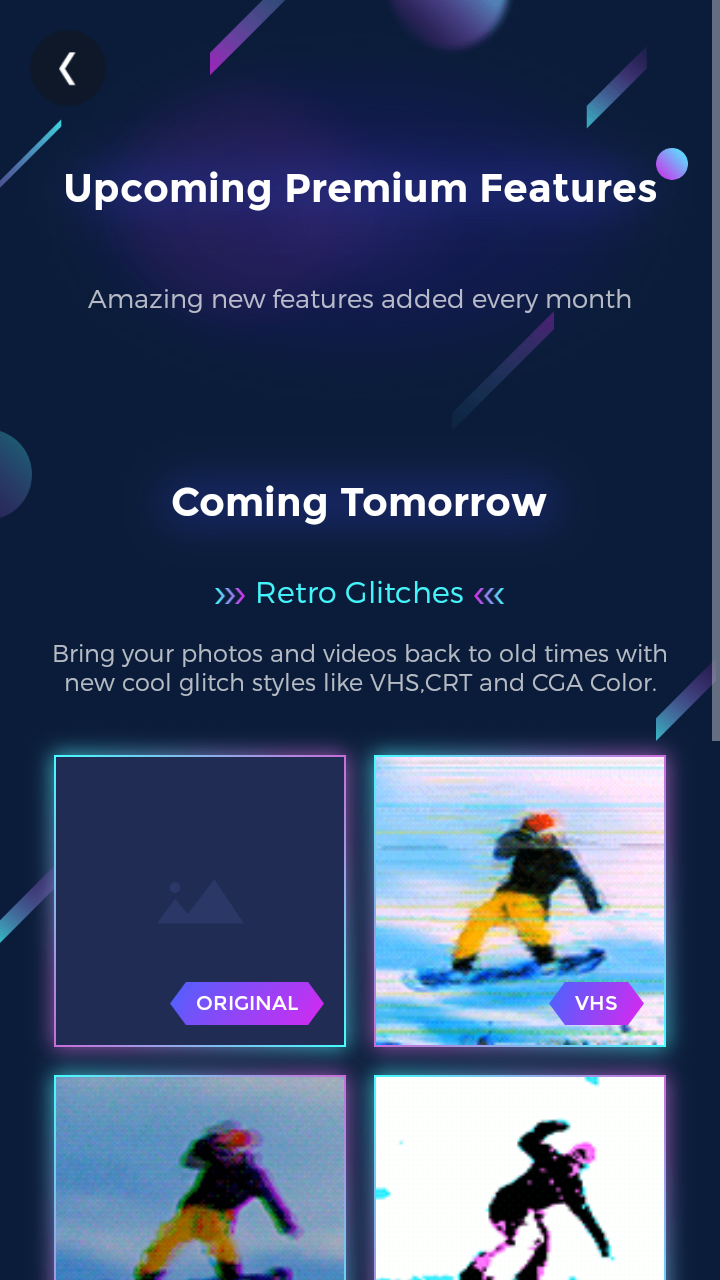 Upcoming Premium Features
Amazing new features added every month
Coming Tomorrow
Retro Glitches
Bring your photos and videos back to old times with
new cool glitch styles like VHS,CRT and CGA Color.
ORIGINAL
VHS